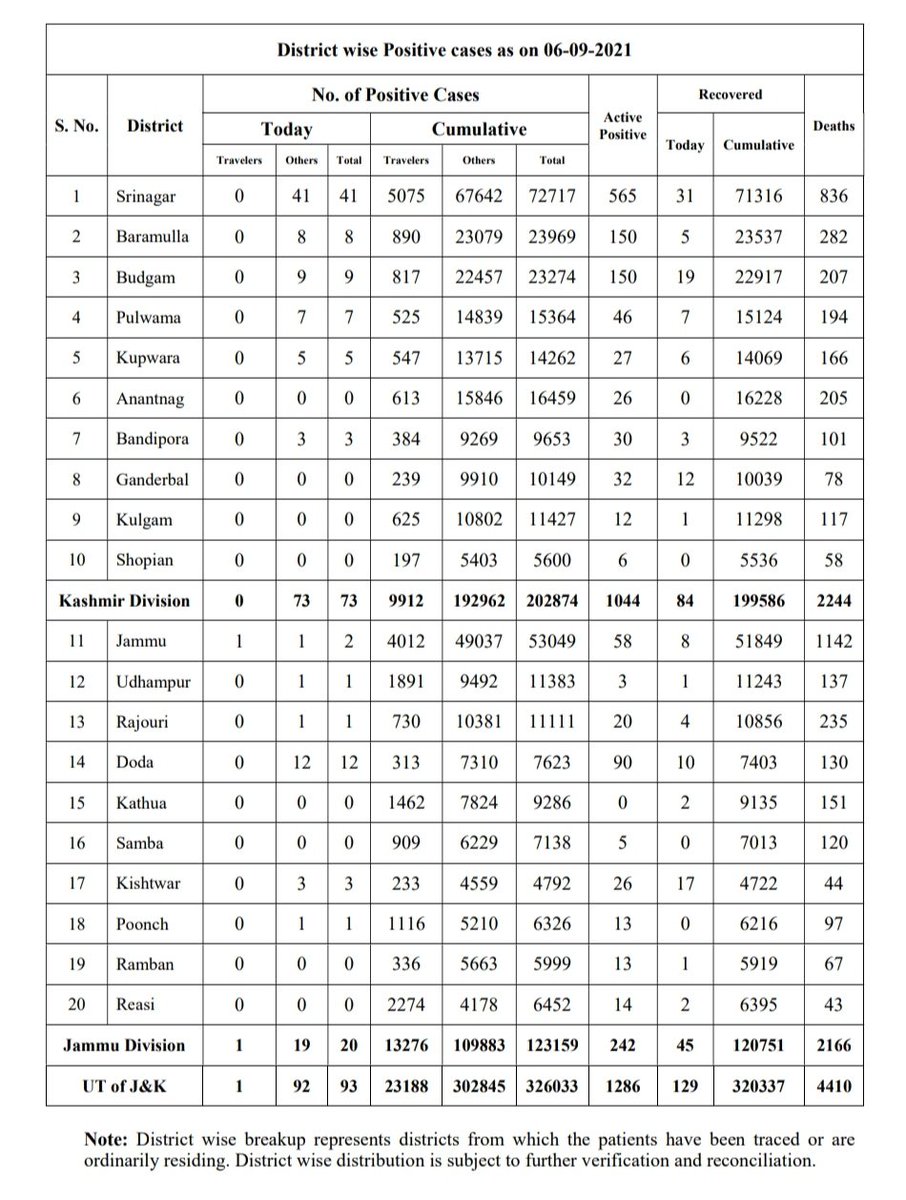 District wise Positive cases as on 06-09-2021
S. No. District No. of Positive Cases Active Positive Recovered Deaths
Today Cumulative Today Cumulative
Travelers Others Total Travelers Others Total
1 Srinagar 0 41 41 5075 67642 72717 565 31 71316 836
2 Baramulla 0 8 8 890 23079 23969 150 5 23537 282
3 Budgam 0 9 9 817 22457 23274 150 19 22917 207
4 Pulwama 0 7 7 525 14839 15364 46 7 15124 194
5 Kupwara 0 5 5 547 13715 14262 27 6 14069 166
6 Anantnag 0 0 0 613 15846 16459 26 0 16228 205
7 Bandipora 0 3 3 384 9269 9653 30 3 9522 101
8 Ganderbal 0 0 0 239 9910 10149 32 12 10039 78
9 Kulgam 0 0 0 625 10802 11427 12 1 11298 117
10 Shopian 0 0 0 197 5403 5600 6 0 5536 58
Kashmir Division 0 73 73 9912 192962 202874 1044 84 199586 2244
11 Jammu 1 1 2 4012 49037 53049 58 8 51849 1142
12 Udhampur 0 1 1 1891 9492 11383 3 1 11243 137
13 Rajouri 0 1 1 730 10381 11111 20 4 10856 235
14 Doda 0 12 12 313 7310 7623 90 10 7403 130
15 Kathua 0 0 0 1462 7824 9286 0 2 9135 151
16 Samba 0 0 0 909 6229 7138 5 0 7013 120
17 Kishtwar 0 3 3 233 4559 4792 26 17 4722 44
18 Poonch 0 1 1 1116 5210 6326 13 0 6216 97
19 Ramban 0 0 0 336 5663 5999 13 1 5919 67
20 Reasi 0 0 0 2274 4178 6452 14 2 6395 43
Jammu Division 1 19 20 13276 109883 123159 242 45 120751 2166
UT of J&K 1 92 93 23188 302845 326033 1286 129 320337 4410
Note: District wise breakup represents districts from which the patients have been traced or are
ordinarily residing. District wise distribution is subject to further verification and reconciliation.